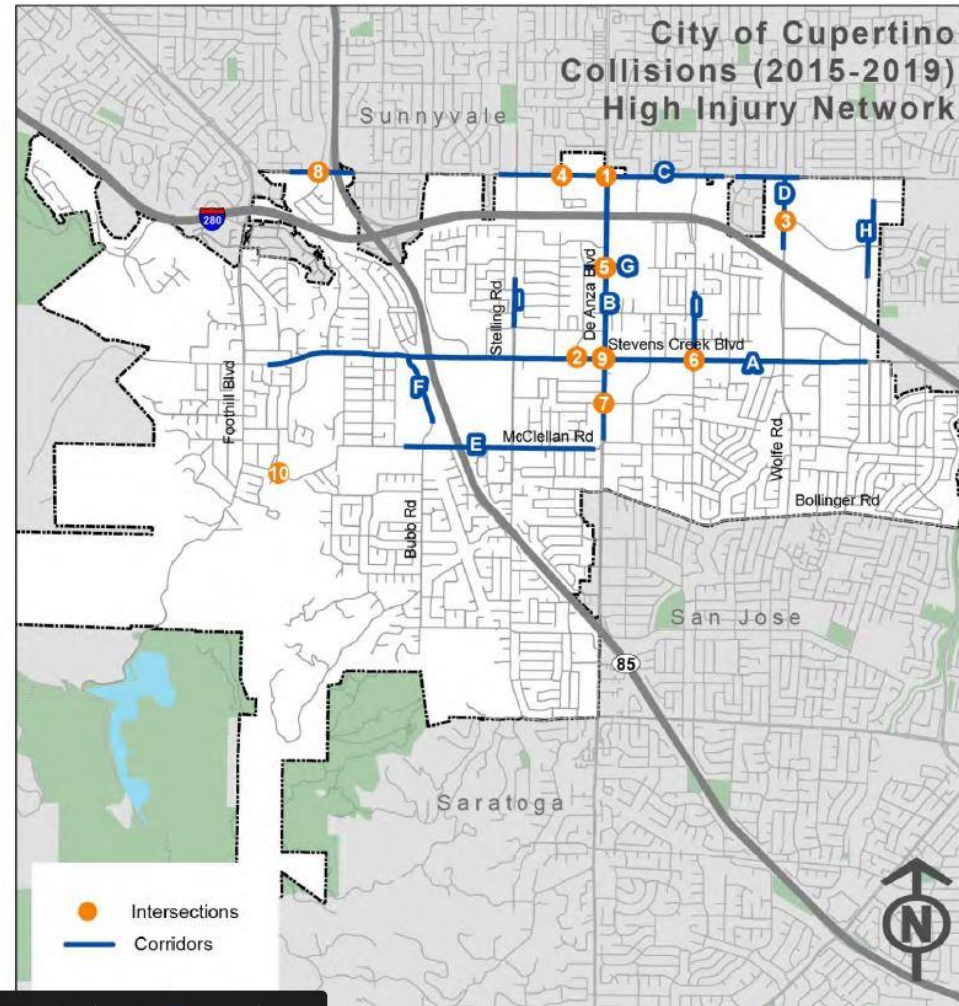 City of Cupertino
Collisions (2015-2019)
High Injury Network
Sunnyvale
8
4
1
C
D
3
280
H
5
G
De Anza Blvd
B
Stelling Rd
I
I
Stevens Creek Blvd
2
9
6
A
F
Foothill Blvd
7
McClellan Rd
E
Wolfe Rd
10
Bollinger Rd
Bubb Rd
San Jose
85
Saratoga
Intersections
Corridors
N